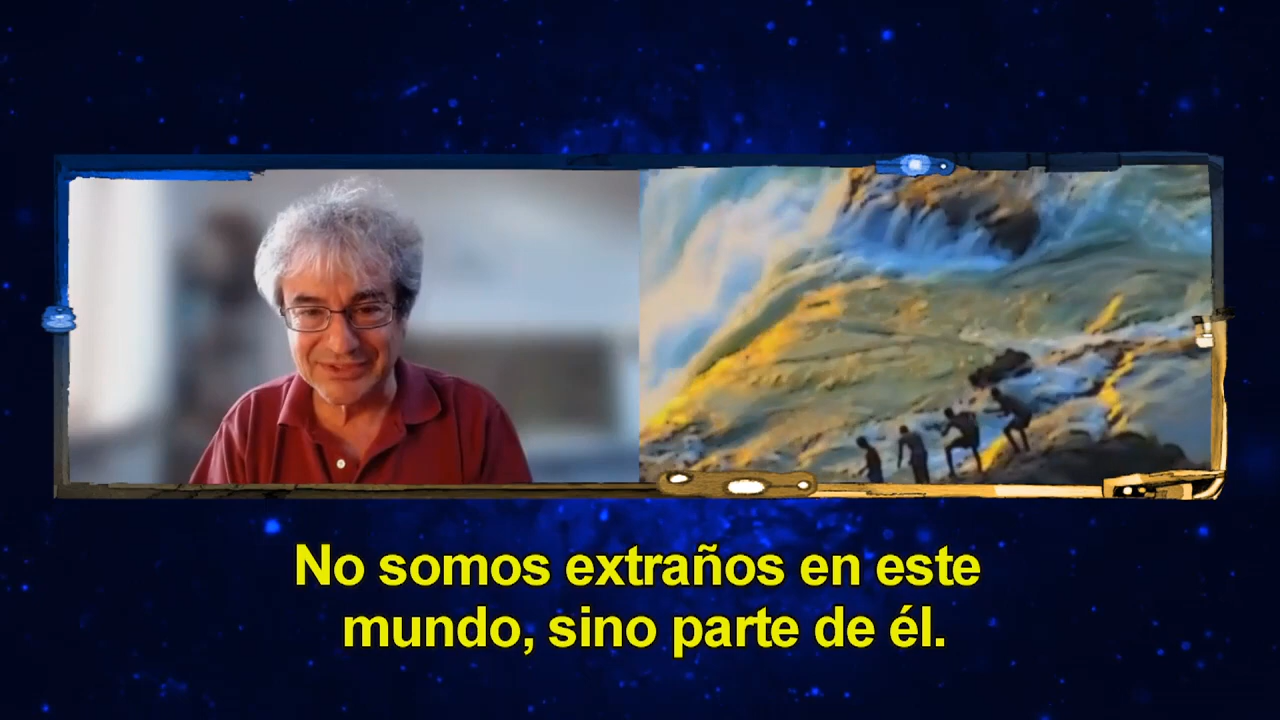 No somos extraños en este
mundo, sino parte de él.